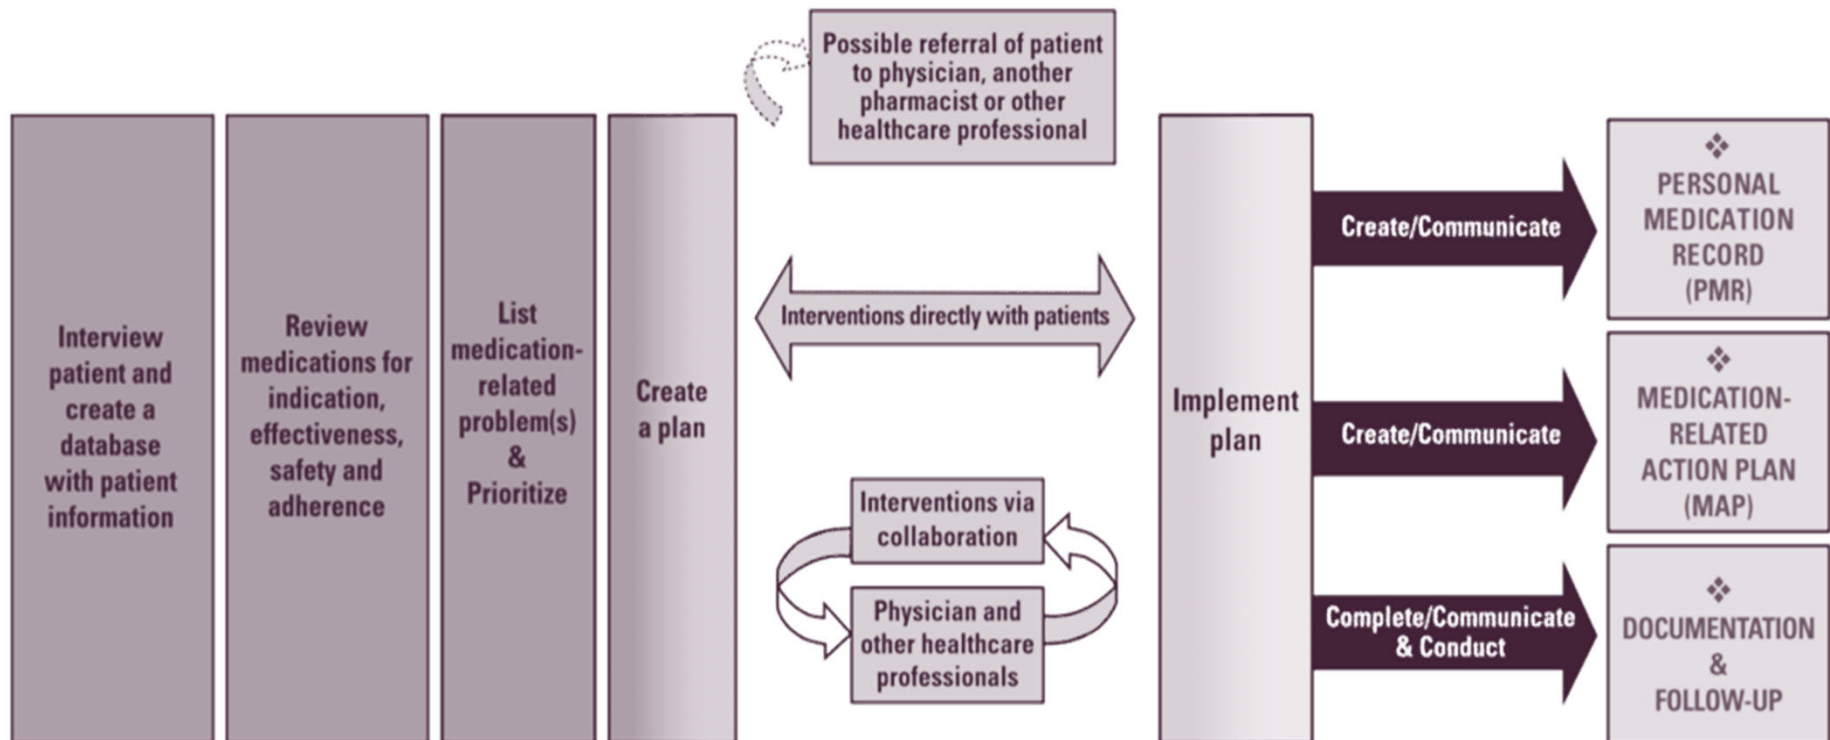 Interview
patient and
create a
database
with patient
information
Review
medications for
indication,
effectiveness,
safety and
adherence
List
medication-
related
problem(s)
&
Prioritize
Create
a plan
Possible referral of patient
to physician, another
pharmacist or other
healthcare professional
Interventions directly with patients
Interventions via
collaboration
Physician and
other healthcare
professionals
Implement
plan
Create/Communicate
PERSONAL
MEDICATION
RECORD
(PMR)
Create/Communicate
MEDICATION-
RELATED
ACTION PLAN
(MAP)
Complete/Communicate
& Conduct
DOCUMENTATION
&
FOLLOW-UP